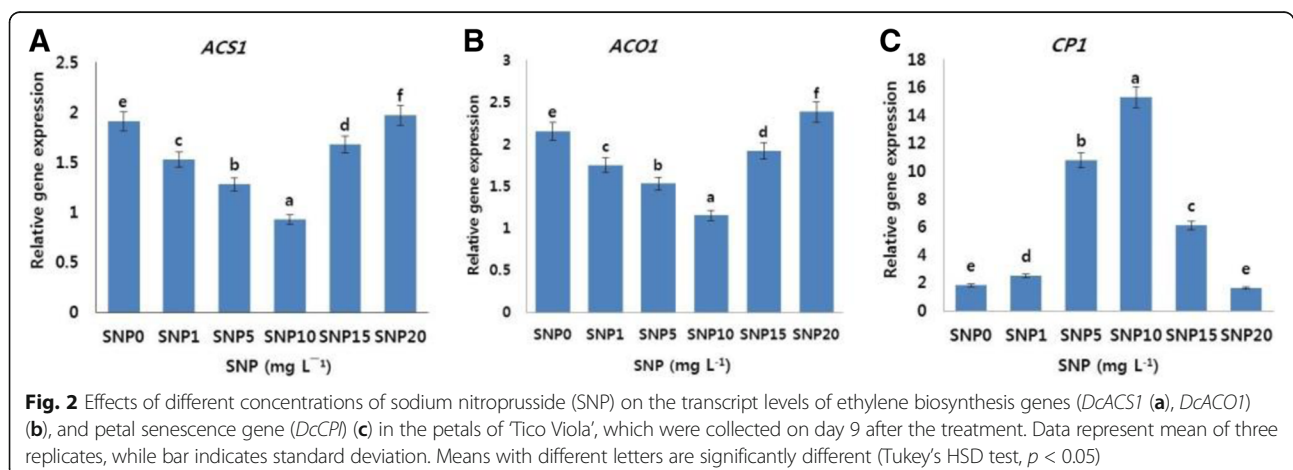 A
ACS1
Relative gene expression
2.5
2
1.5
1
0.5
0
e
c
b
a
d
f
SNP0 SNP1 SNP5 SNP10 SNP15 SNP20
SNP (mg L⁻¹)
B
ACO1
Relative gene expression
3
2.5
2
1.5
1
0.5
0
e
c
b
a
d
f
SNP0 SNP1 SNP5 SNP10 SNP15 SNP20
SNP (mg L⁻¹)
C
CP1
Relative gene expression
18
16
14
12
10
8
6
4
2
0
e
d
b
a
c
e
SNP0 SNP1 SNP5 SNP10 SNP15 SNP20
SNP (mg L⁻¹)
Fig. 2 Effects of different concentrations of sodium nitroprusside (SNP) on the transcript levels of ethylene biosynthesis genes (DcACS1 (a), DcACO1)
(b), and petal senescence gene (DcCPI) (c) in the petals of 'Tico Viola', which were collected on day 9 after the treatment. Data represent mean of three
replicates, while bar indicates standard deviation. Means with different letters are significantly different (Tukey's HSD test, p < 0.05)